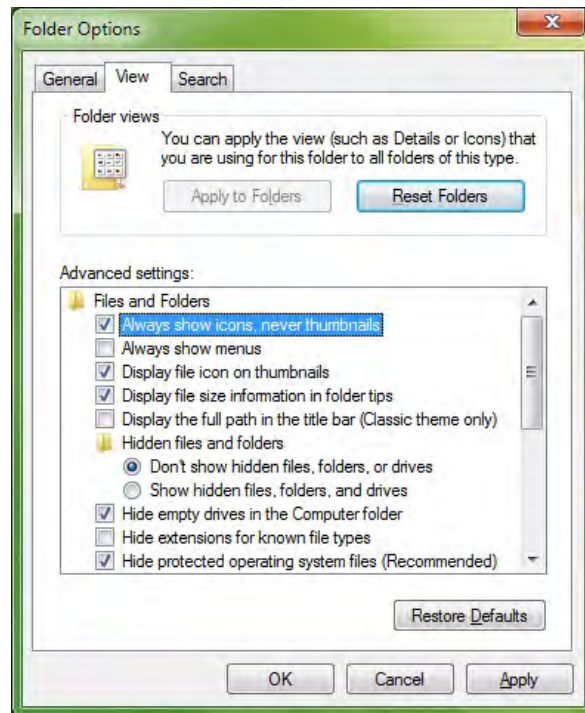 Folder Options
General View Search
Folder views
You can apply the view (such as Details or Icons) that
you are using for this folder to all folders of this type.
Apply to Folders Reset Folders
Advanced settings:
Files and Folders
Always show icons, never thumbnails
Always show menus
Display file icon on thumbnails
Display file size information in folder tips
Display the full path in the title bar (Classic theme only)
Hidden files and folders
Don't show hidden files, folders, or drives
Show hidden files, folders, and drives
Hide empty drives in the Computer folder
Hide extensions for known file types
Hide protected operating system files (Recommended)
Restore Defaults
OK Cancel Apply